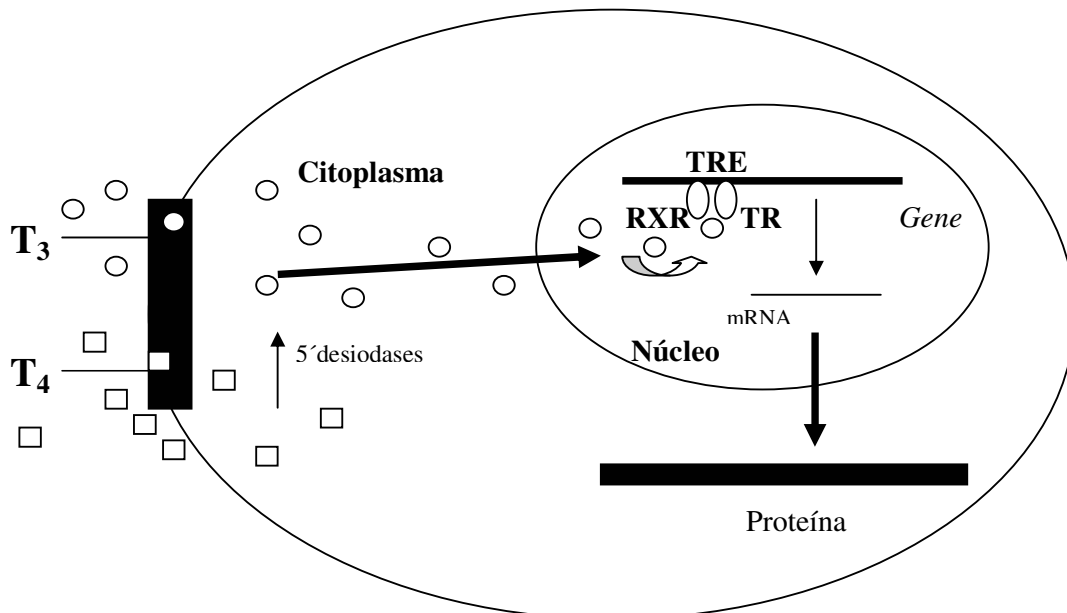 TRE
Citoplasma
RXR TR
Gene
T₃
mRNA
Núcleo
5´desiodases
T₄
Proteína